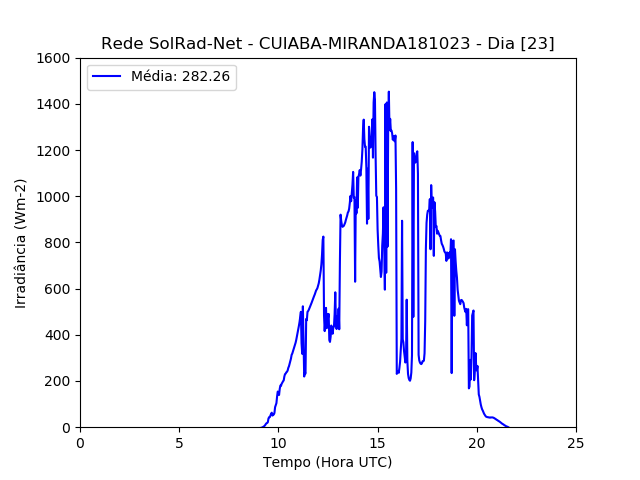 Rede SolRad-Net - CUIABA-MIRANDA181023 - Dia [23]
Média: 282.26
1600
1400
1200
1000
800
600
400
200
0
Irradiância (Wm-2)
0 5 10 15 20 25
Tempo (Hora UTC)